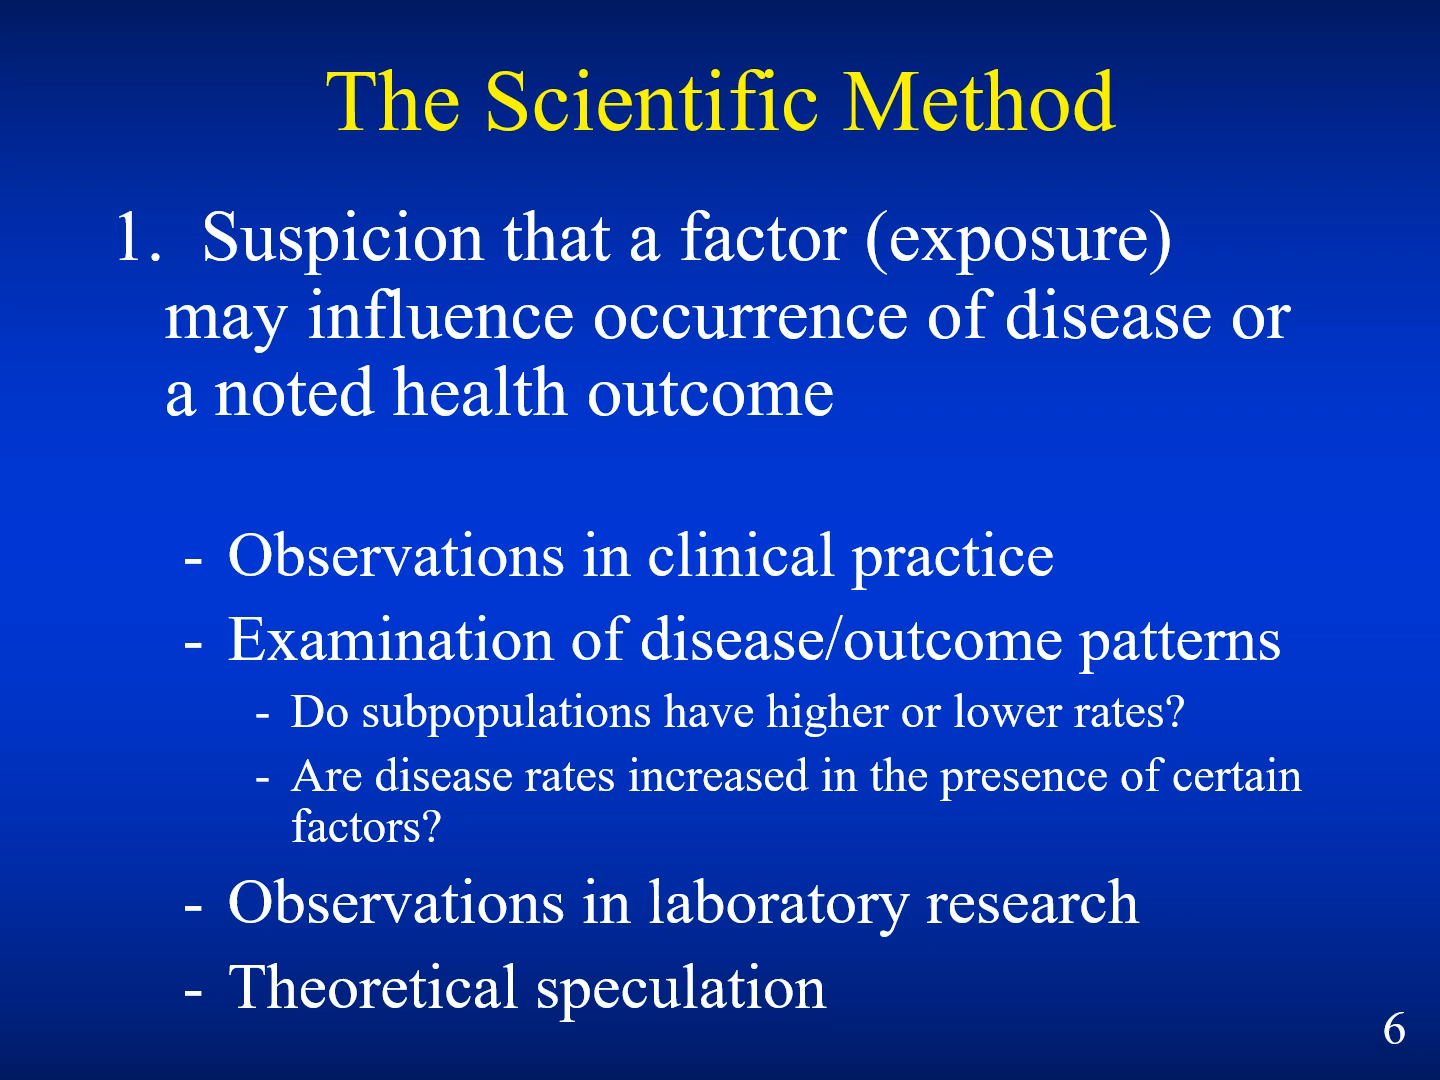 The Scientific Method
1. Suspicion that a factor (exposure)
may influence occurrence of disease or
a noted health outcome
- Observations in clinical practice
- Examination of disease/outcome patterns
- Do subpopulations have higher or lower rates?
- Are disease rates increased in the presence of certain
factors?
- Observations in laboratory research
- Theoretical speculation
6